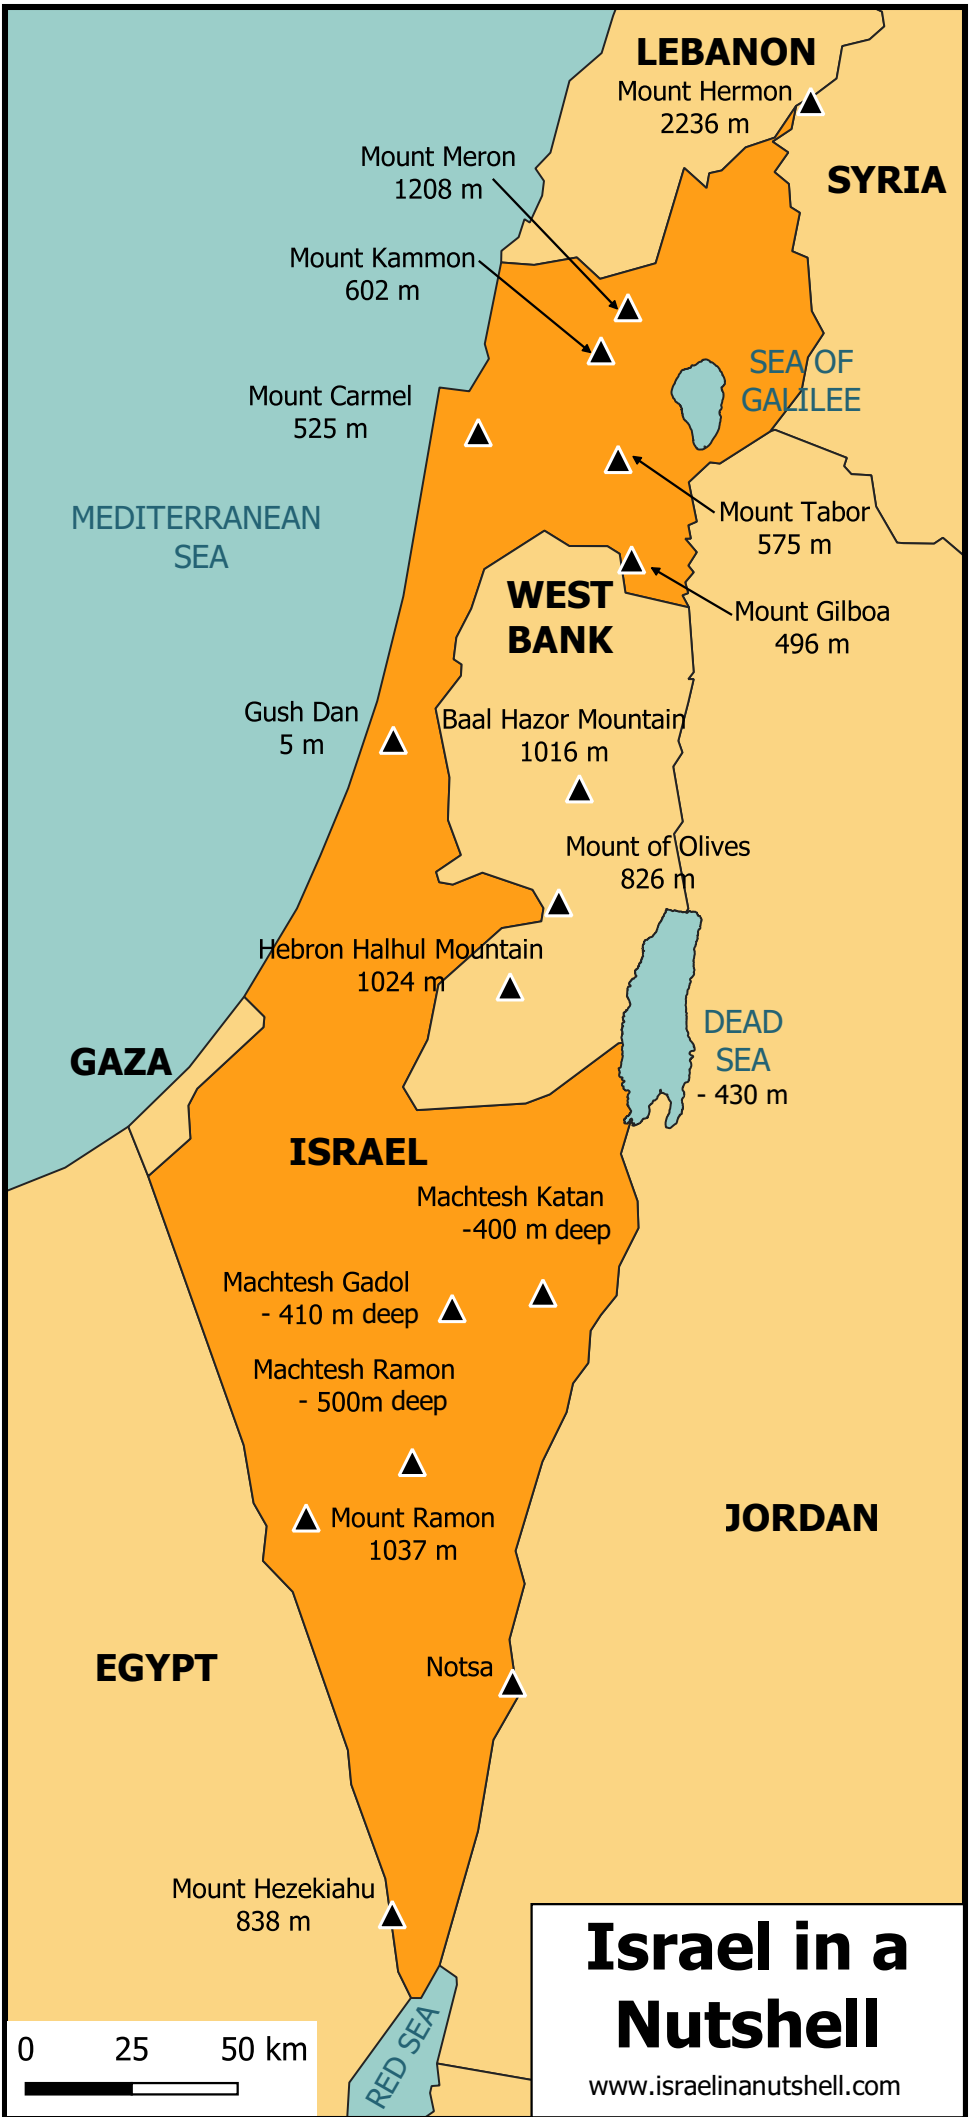 LEBANON
Mount Hermon
2236 m
Mount Meron
1208 m
SYRIA
Mount Kammon
602 m
SEA OF
GALILEE
Mount Carmel
525 m
MEDITERRANEAN
SEA
Mount Tabor
575 m
WEST
BANK
Mount Gilboa
496 m
Gush Dan
5 m
Baal Hazor Mountain
1016 m
Mount of Olives
826 m
Hebron Halhul Mountain
1024 m
DEAD
SEA
- 430 m
GAZA
ISRAEL
Machtesh Katan
-400 m deep
Machtesh Gadol
- 410 m deep
Machtesh Ramon
- 500m deep
Mount Ramon
1037 m
JORDAN
EGYPT
Notsa
Mount Hezekiahu
838 m
RED SEA
0 25 50 km
Israel in a
Nutshell
www.israelinanutshell.com